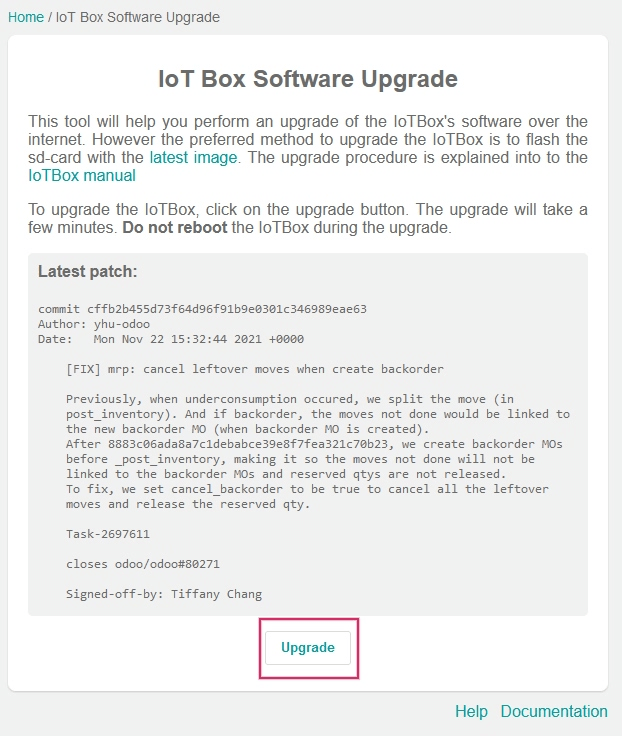 Home / IoT Box Software Upgrade
IoT Box Software Upgrade
This tool will help you perform an upgrade of the IoTBox's software over the
internet. However the preferred method to upgrade the IoTBox is to flash the
sd-card with the latest image. The upgrade procedure is explained into to the
IoTBox manual
To upgrade the IoTBox, click on the upgrade button. The upgrade will take a
few minutes. Do not reboot the IoTBox during the upgrade.
Latest patch:
commit cffb2b455d73f64d96f91b9e0301c346989eae63
Author: yhu-odoo
Date:   Mon Nov 22 15:32:44 2021 +0000
[FIX] mrp: cancel leftover moves when create backorder
Previously, when underconsumption occured, we split the move (in
post_inventory). And if backorder, the moves not done would be linked to
the new backorder MO (when backorder MO is created).
After 8883c06ada8a7c1debabce39e8f7fea321c70b23, we create backorder MOs
before _post_inventory, making it so the moves not done will not be
linked to the backorder MOs and reserved qtys are not released.
To fix, we set cancel_backorder to be true to cancel all the leftover
moves and release the reserved qty.
Task-2697611
closes odoo/odoo#80271
Signed-off-by: Tiffany Chang
Upgrade
Help Documentation